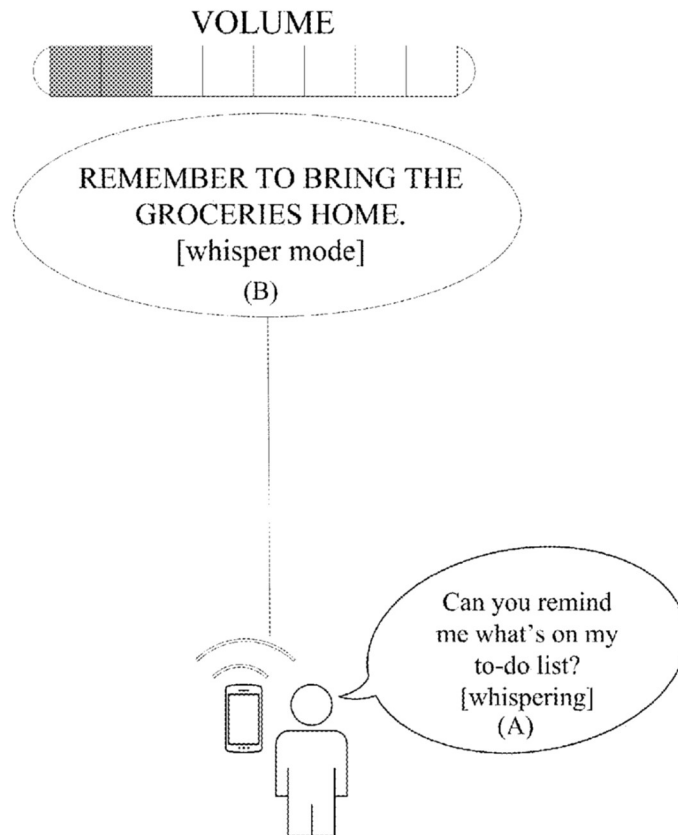 VOLUME
REMEMBER TO BRING THE
GROCERIES HOME.
[whisper mode]
(B)
Can you remind
me what's on my
to-do list?
[whispering]
(A)